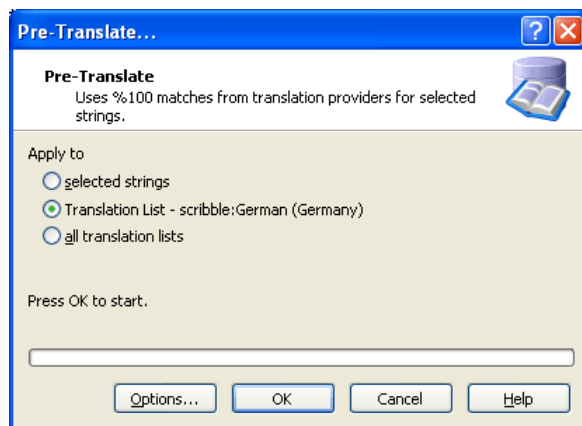 Pre-Translate...
Pre-Translate
Uses %100 matches from translation providers for selected
strings.
Apply to
selected strings
Translation List - scribble:German (Germany)
all translation lists
Press OK to start.
Options... OK Cancel Help